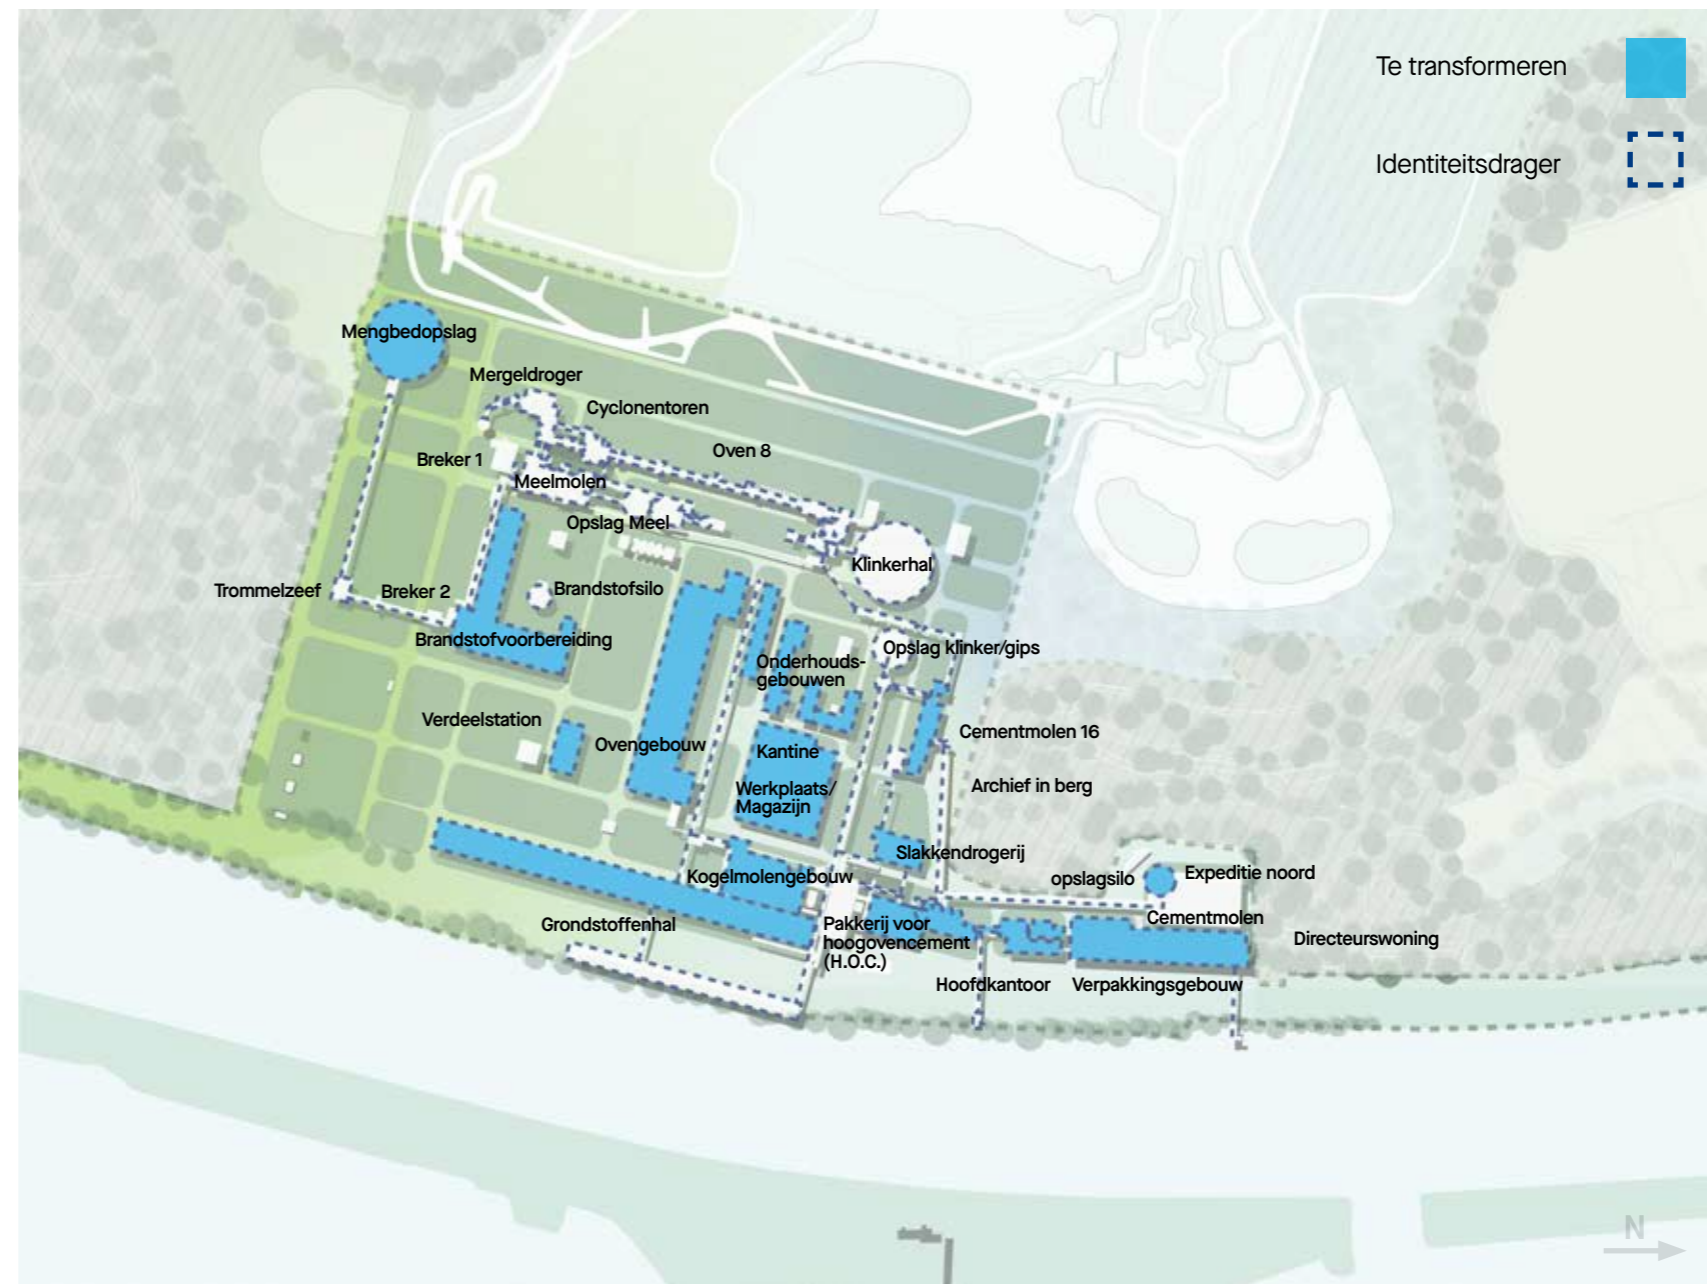 Te transformeren
Identiteitsdrager
Mengbedopslag
Mergeldroger
Cyclonentoren
Oven 8
Breker 1
Meelmolen
Opslag Meel
Klinkerhal
Trommelzeef
Breker 2
Brandstofsilo
Brandstofvoorbereiding
Onderhouds-
gebouwen
Opslag klinker/gips
Verdeelstation
Ovengebouw
Kantine
Cementmolen 16
Werkplaats/
Magazijn
Archief in berg
Slakkendrogerij
Kogelmolengebouw
opslagsilo
Expeditie noord
Grondstoffenhal
Pakkerij voor
hoogovencement
(H.O.C.)
Cementmolen
Directeurswoning
Hoofdkantoor
Verpakkingsgebouw
N